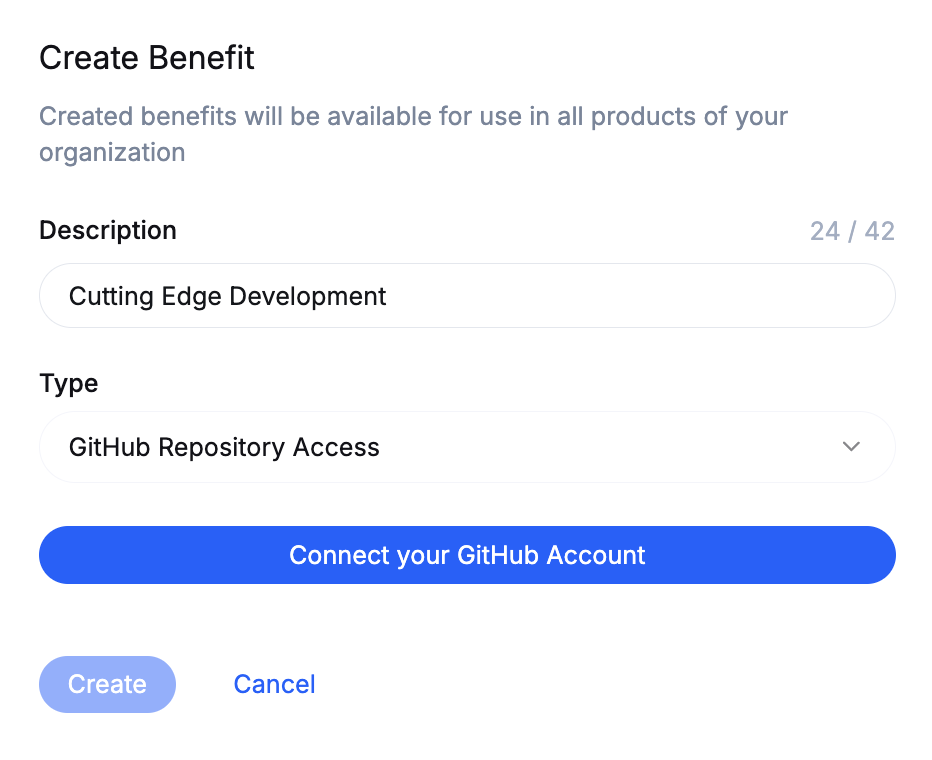 Create Benefit
Created benefits will be available for use in all products of your
organization
Description
24 / 42
Cutting Edge Development
Type
GitHub Repository Access
Connect your GitHub Account
Create
Cancel